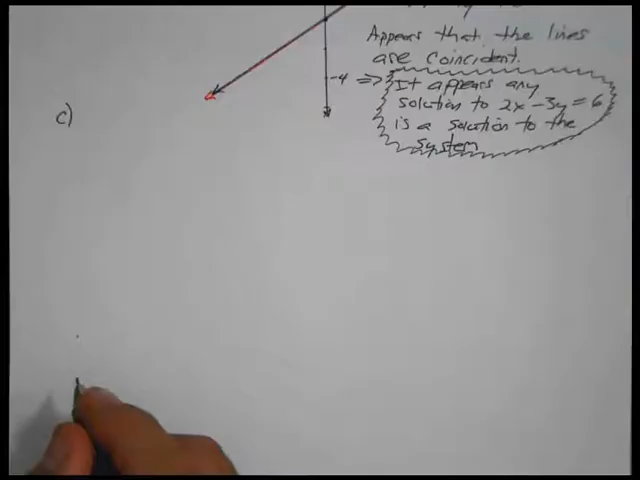 Appears that the lines
are coincident.
-4 => It appears any
solution to 2x - 3y = 6
c)
is a solution to the
system